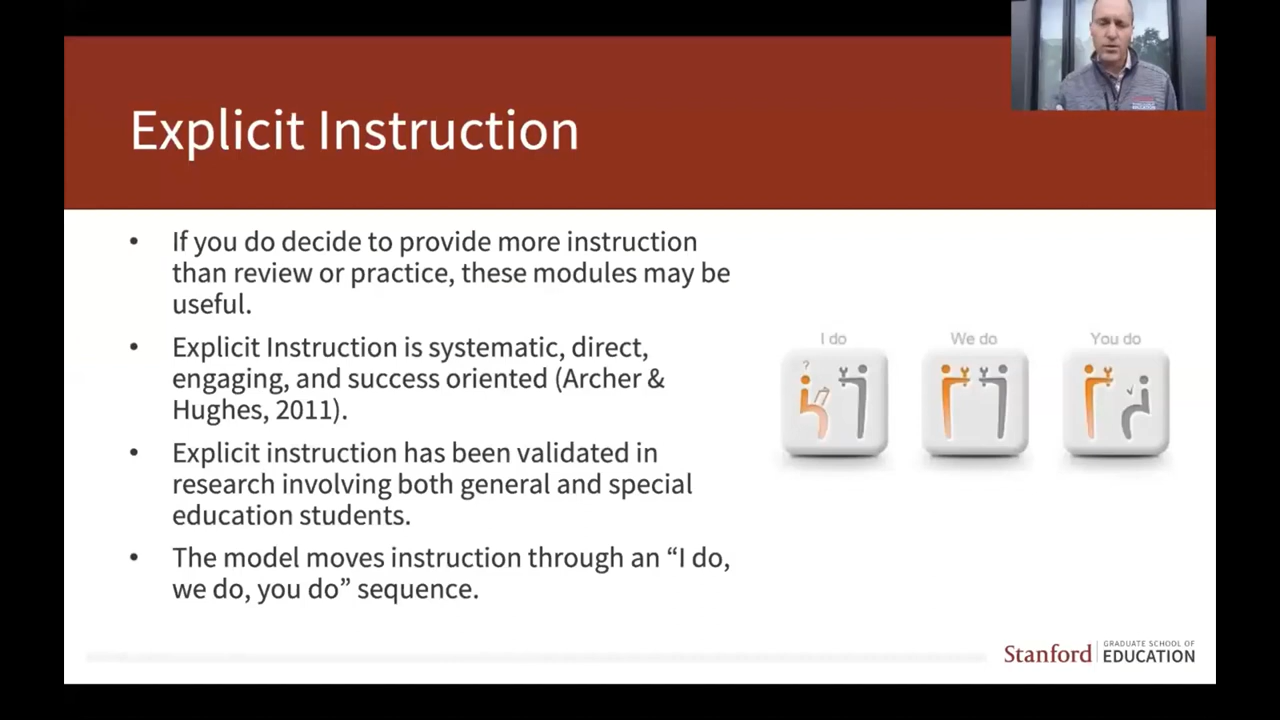 Explicit Instruction
• If you do decide to provide more instruction
than review or practice, these modules may be
useful.
• Explicit Instruction is systematic, direct,
engaging, and success oriented (Archer &
Hughes, 2011).
• Explicit instruction has been validated in
research involving both general and special
education students.
• The model moves instruction through an “I do,
we do, you do” sequence.
I do
We do
You do
?
Stanford
GRADUATE SCHOOL OF
EDUCATION